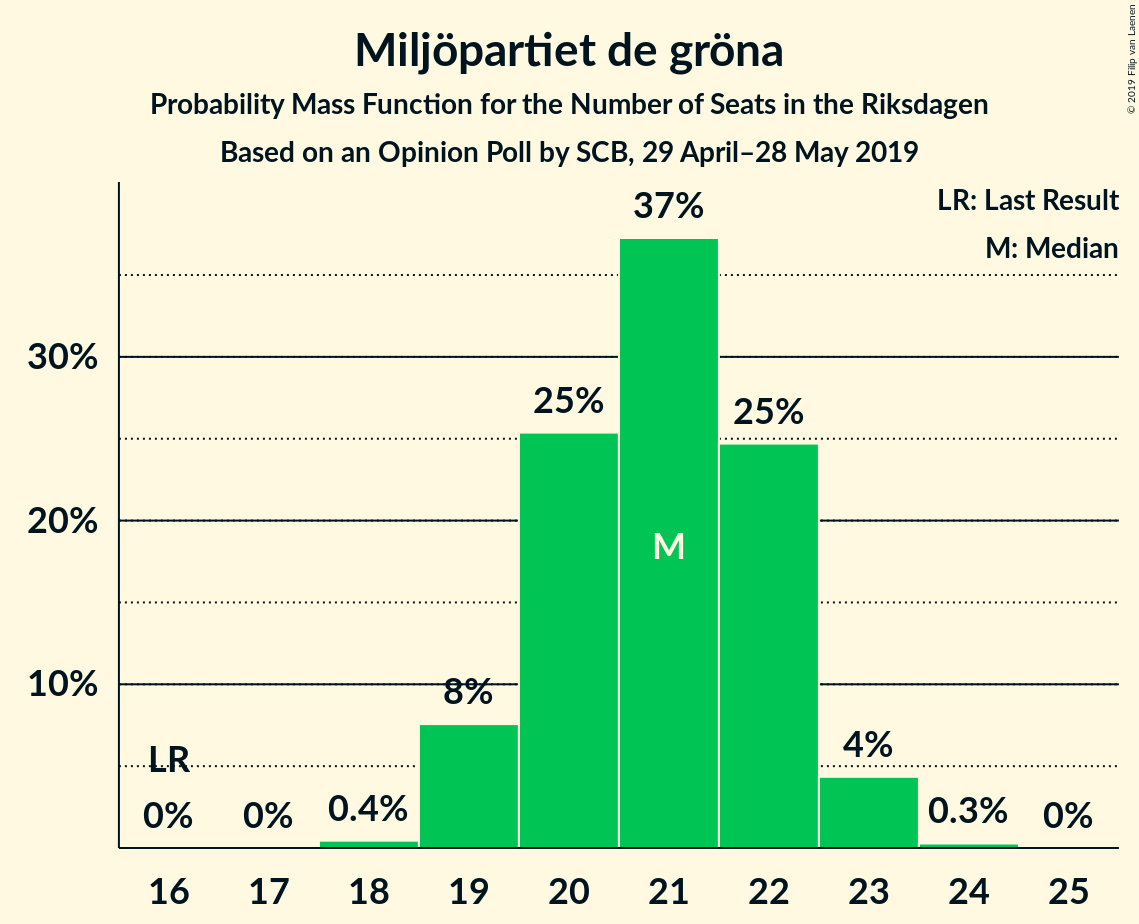 Miljöpartiet de gröna
Probability Mass Function for the Number of Seats in the Riksdagen
Based on an Opinion Poll by SCB, 29 April–28 May 2019
© 2019 Filip van Laenen
LR: Last Result
M: Median
37%
30%
25%
25%
20%
M
10%
8%
LR
4%
0%
0%
0.4%
0.3%
0%
16
17
18
19
20
21
22
23
24
25